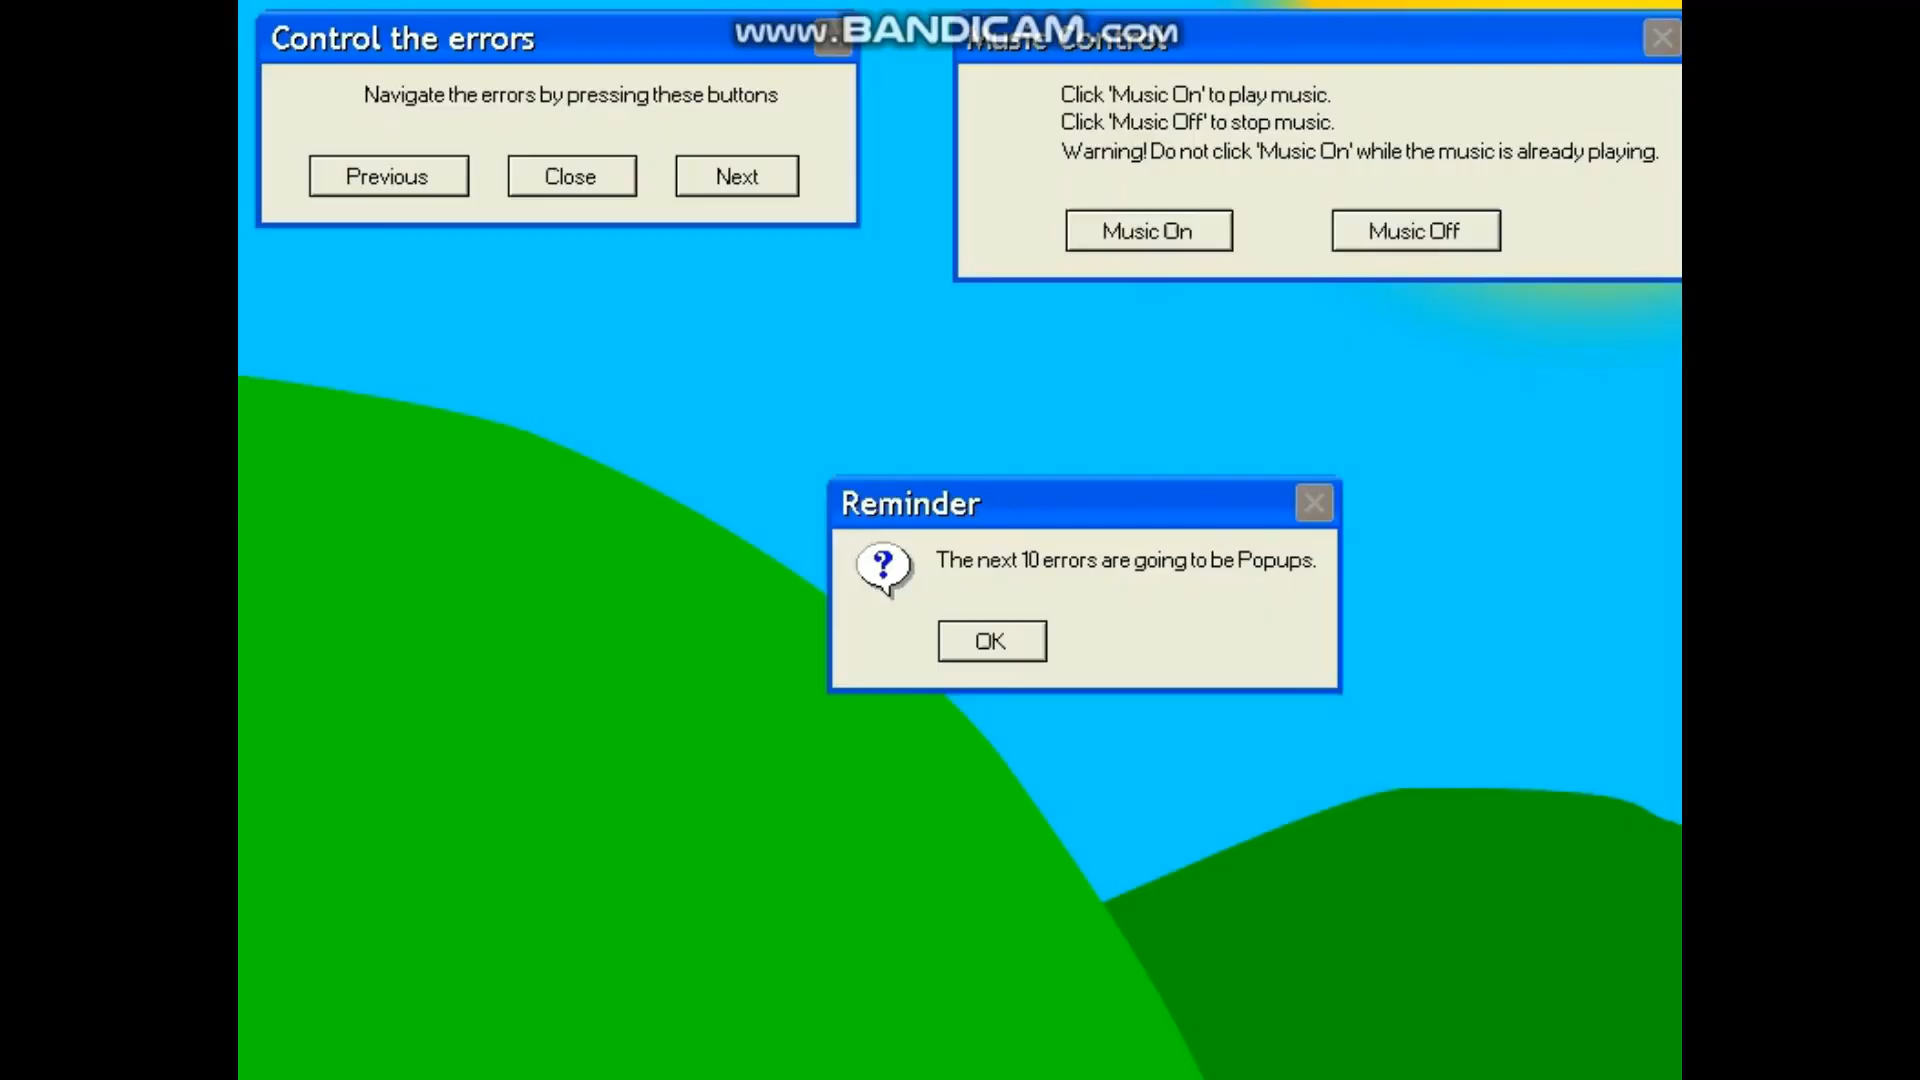 www.BANDICAM.com
Control the errors
Navigate the errors by pressing these buttons
Previous
Close
Next
Music Control
Click 'Music On' to play music.
Click 'Music Off' to stop music.
Warning! Do not click 'Music On' while the music is already playing.
Music On
Music Off
Reminder
The next 10 errors are going to be Popups.
OK